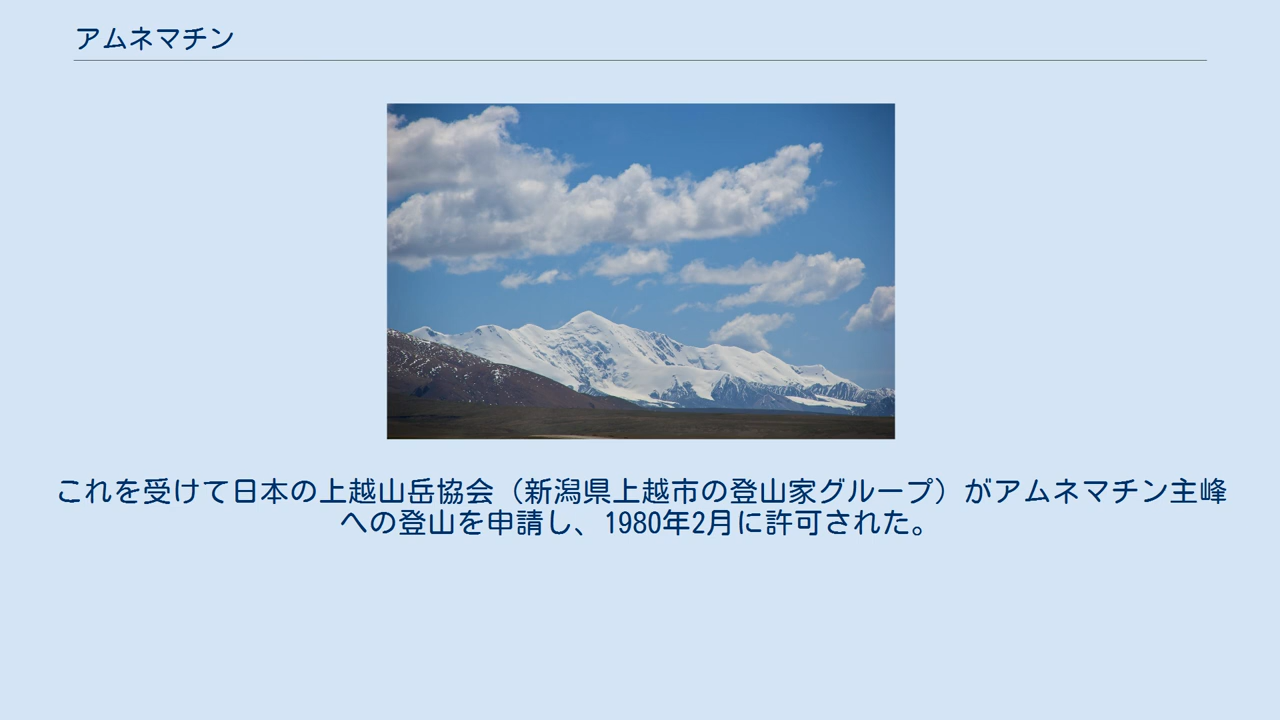 アムネマチン
これを受けて日本の上越山岳協会（新潟県上越市の登山家グループ）がアムネマチン主峰
への登山を申請し、1980年2月に許可された。